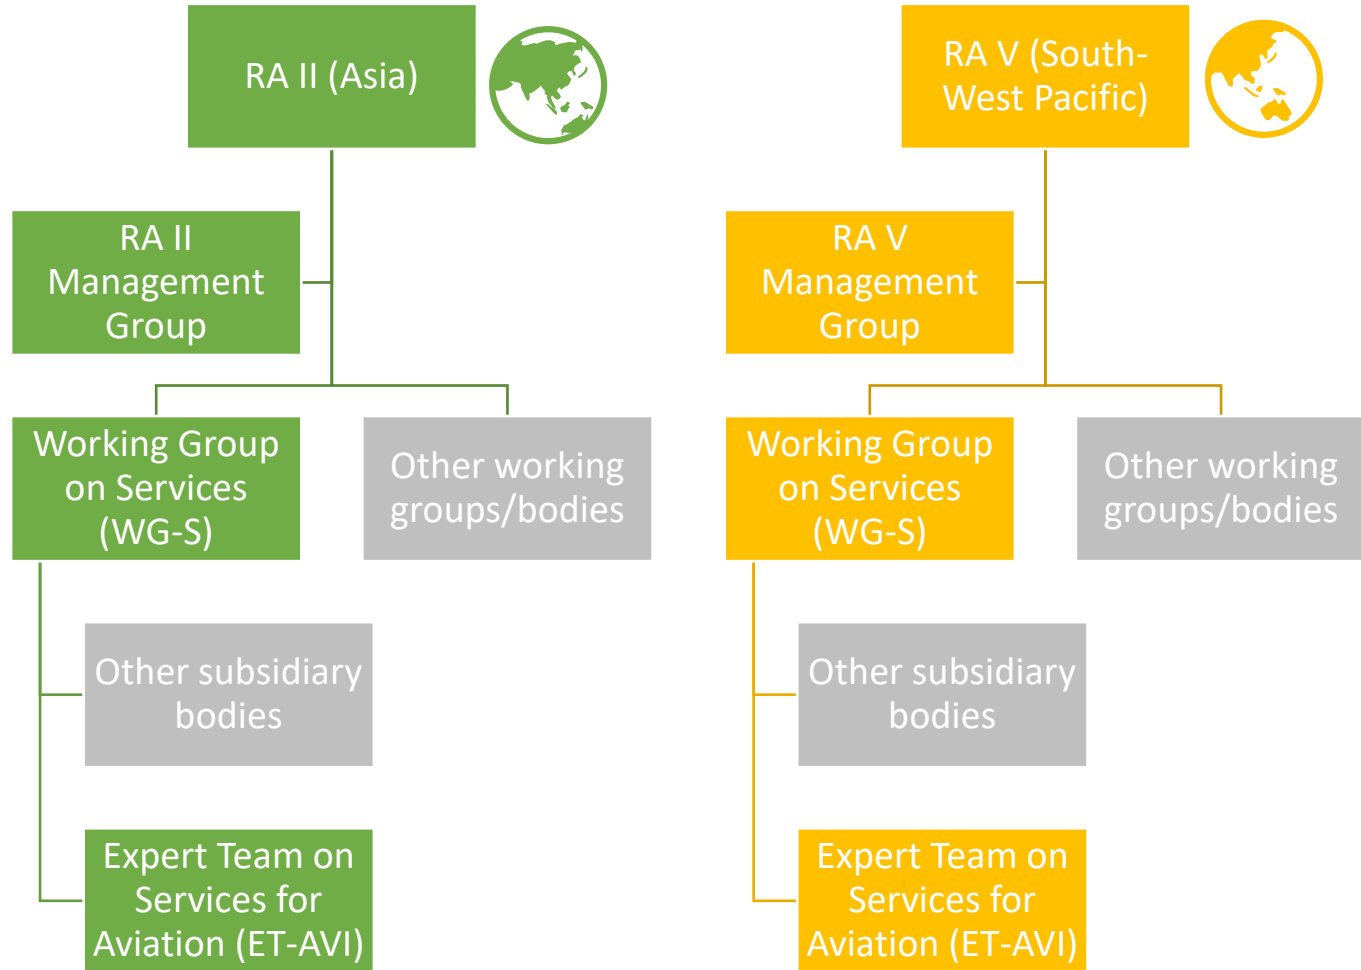 RA II (Asia)
RA II
Management
Group
Working Group
on Services
(WG-S)
Other working
groups/bodies
Other subsidiary
bodies
Expert Team on
Services for
Aviation (ET-AVI)
RA V (South-
West Pacific)
RA V
Management
Group
Working Group
on Services
(WG-S)
Other working
groups/bodies
Other subsidiary
bodies
Expert Team on
Services for
Aviation (ET-AVI)